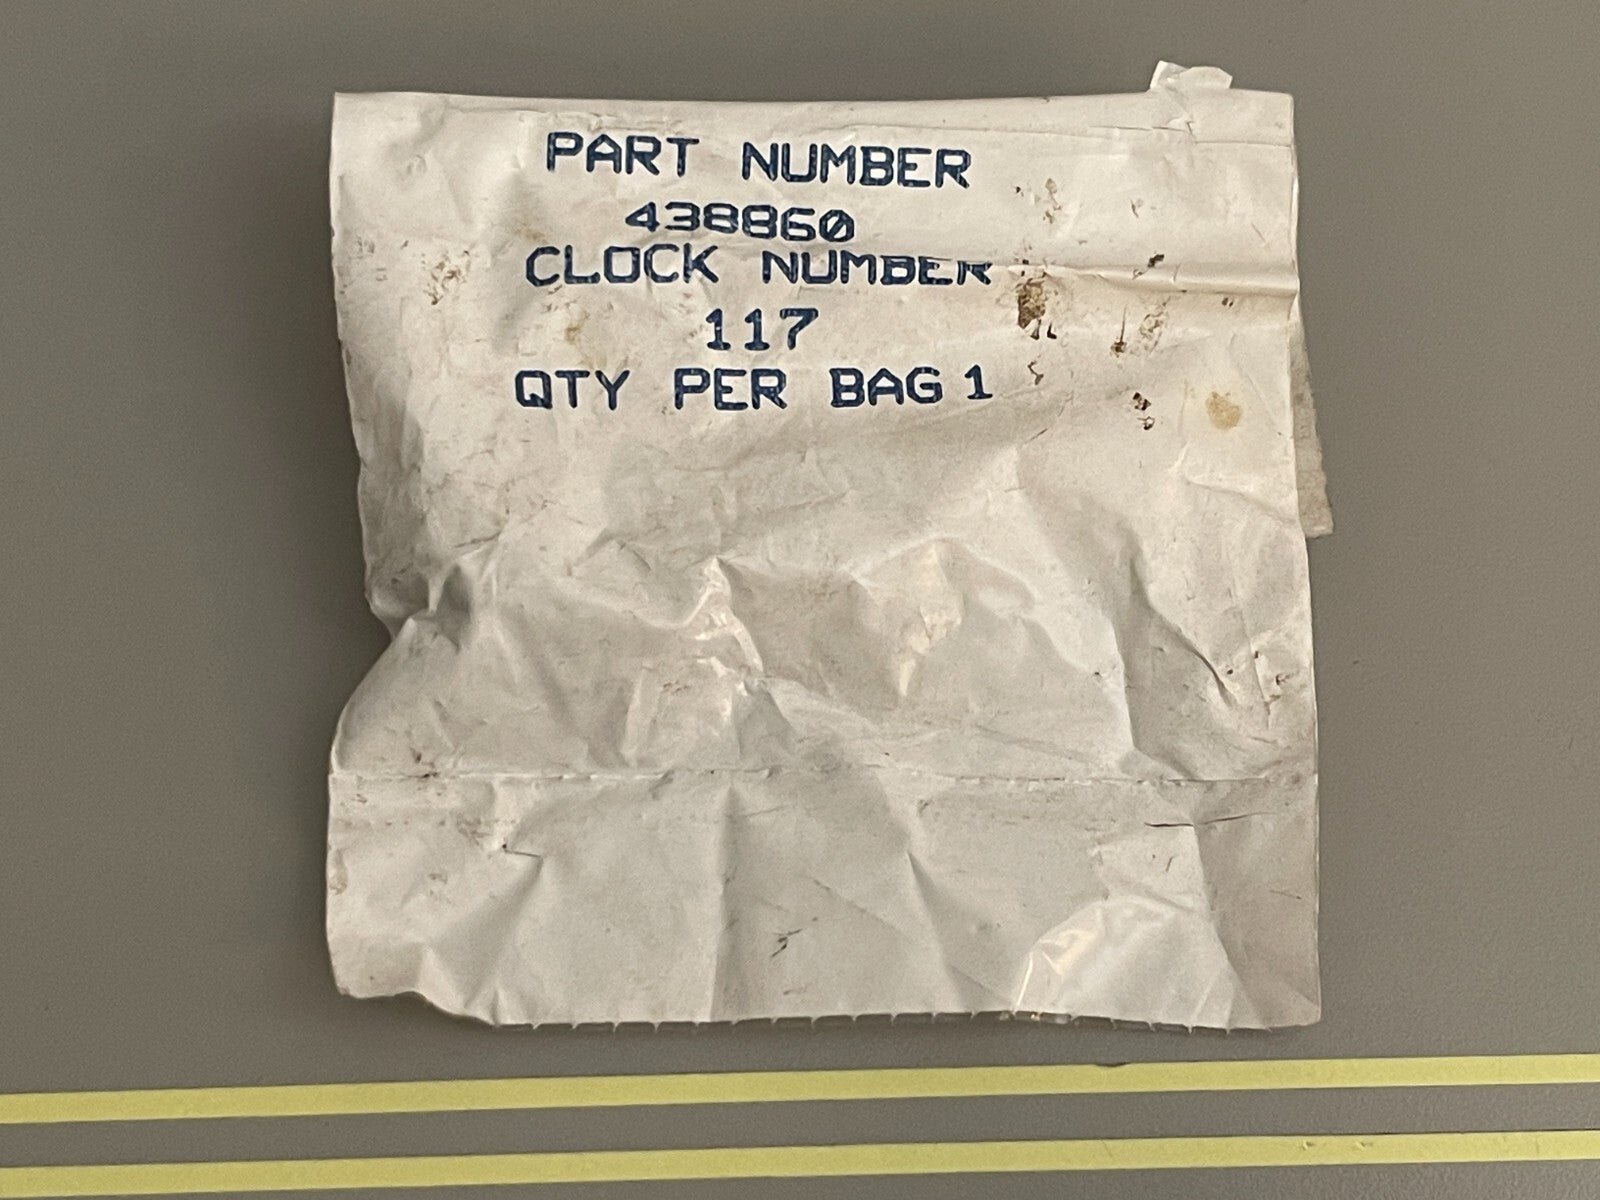 PART NUMBER
438860
CLOCK NUMBER
117
QTY PER BAG 1